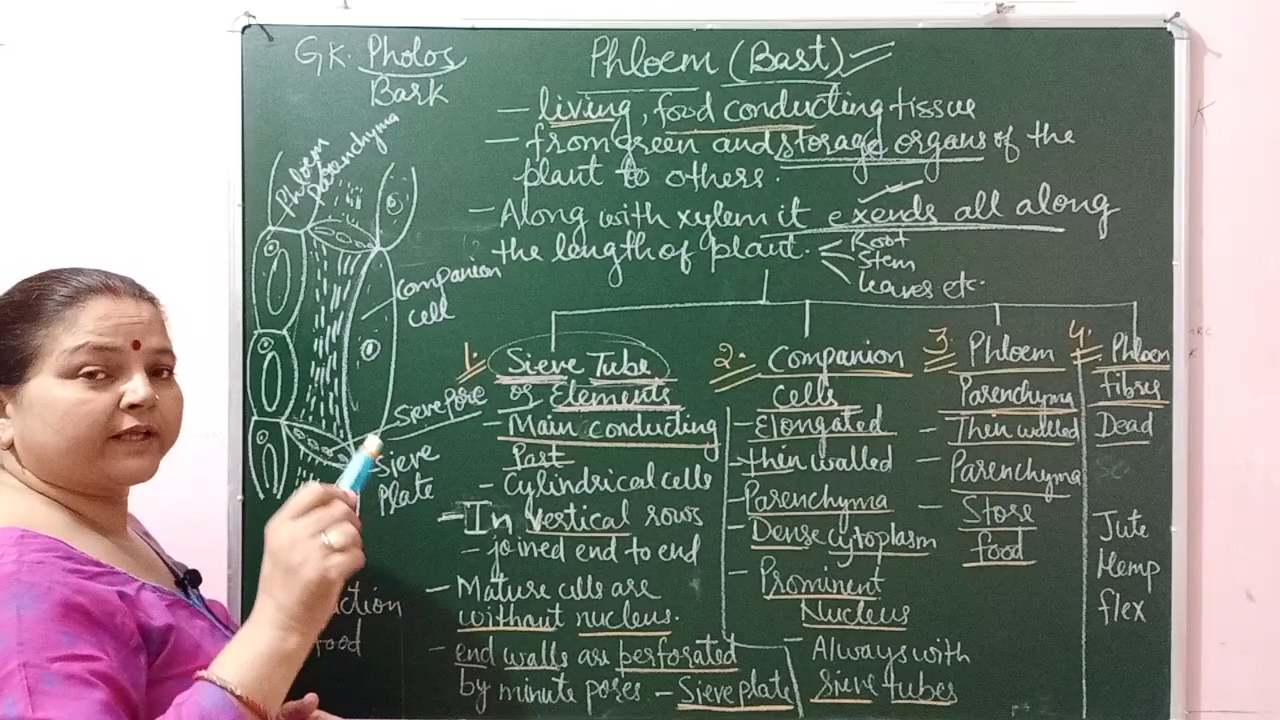 GK. Pholos
Bark
Phloem (Bast)
- living, food conducting tissue
- from green and storage organs of the
plant to others.
- Along with xylem it exends all along
the length of plant.
Root
Stem
leaves etc.
Phloem
Parenchyma
companion
cell
Sieve pore
Sieve
Plate
1. Sieve Tube
or Elements
- Main conducting
Part
- Cylindrical cells
- In vertical rows
- joined end to end
- Mature cells are
without nucleus.
- end walls are perforated
by minute pores - Sieve plate
2. Companion
Cells
- Elongated
- then walled
- Parenchyma
- Dense cytoplasm
- Prominent
Nucleus
- Always with
Sieve tubes
3. Phloem
Parenchyma
- Then walled
- Parenchyma
- Store
food
4. Phloem
fibres
Dead
Jute
Hemp
flex
food